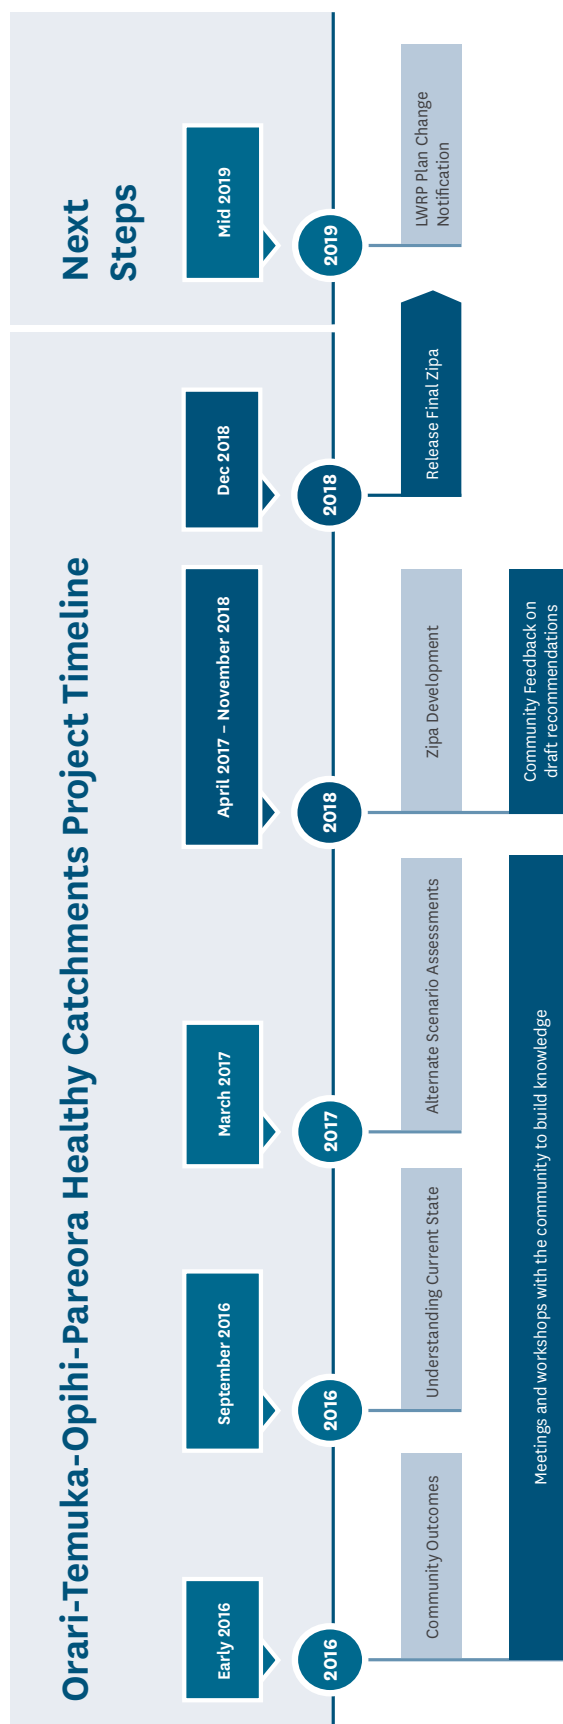 Orari-Temuka-Opihi-Pareora Healthy Catchments Project Timeline
Next
Steps
Early 2016
September 2016
March 2017
April 2017 – November 2018
Dec 2018
Mid 2019
2016
2016
2017
2018
2018
2019
Community Outcomes
Understanding Current State
Alternate Scenario Assessments
Zipa Development
Release Final Zipa
LWRP Plan Change
Notification
Meetings and workshops with the community to build knowledge
Community Feedback on
draft recommendations